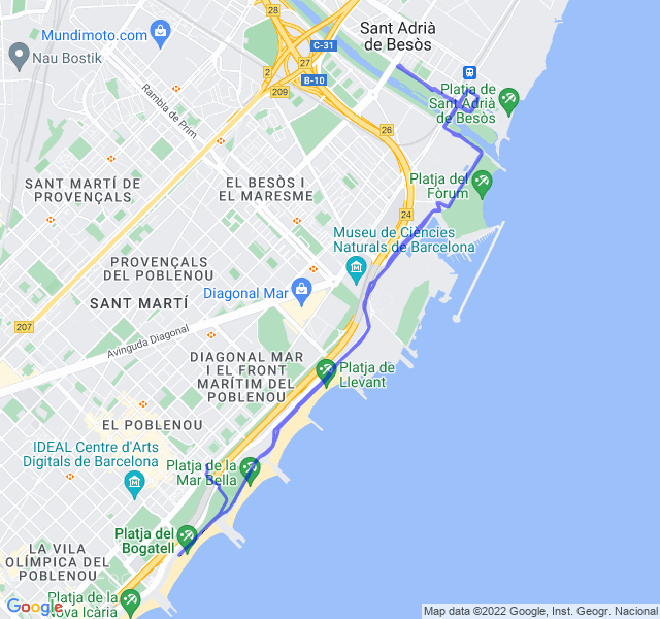 28
Sant Adrià
de Besòs
Mundimoto.com
C-31
Nau Bostik
27
2
B-10
209
Rambla de Prim
Platja de
Sant Adrià
de Besòs
26
SANT MARTÍ DE
PROVENÇALS
EL BESÒS I
EL MARESME
Platja del
Fòrum
24
Museu de Ciències
Naturals de Barcelona
PROVENÇALS
DEL POBLENOU
Diagonal Mar
SANT MARTÍ
207
Avinguda Diagonal
DIAGONAL MAR
I EL FRONT
MARÍTIM DEL
POBLENOU
Platja de
Llevant
EL POBLENOU
IDEAL Centre d'Arts
Digitals de Barcelona
Platja de la
Mar Bella
Platja del
Bogatell
LA VILA
OLÍMPICA DEL
POBLENOU
Platja de la
Nova Icària
Google
Map data ©2022 Google, Inst. Geogr. Nacional